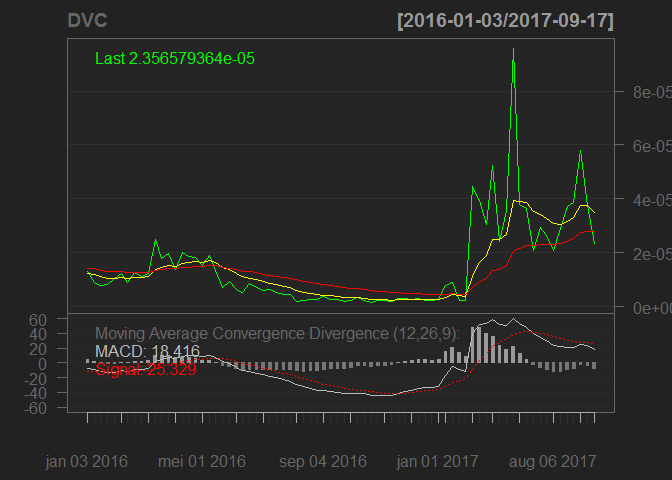 DVC [2016-01-03/2017-09-17]
Last 2.356579364e-05
8e-05
6e-05
4e-05
2e-05
0e+00
Moving Average Convergence Divergence (12,26,9):
MACD: 18.416
Signal: 25.329
60
40
20
0
-20
-40
-60
jan 03 2016 mei 01 2016 sep 04 2016 jan 01 2017 aug 06 2017